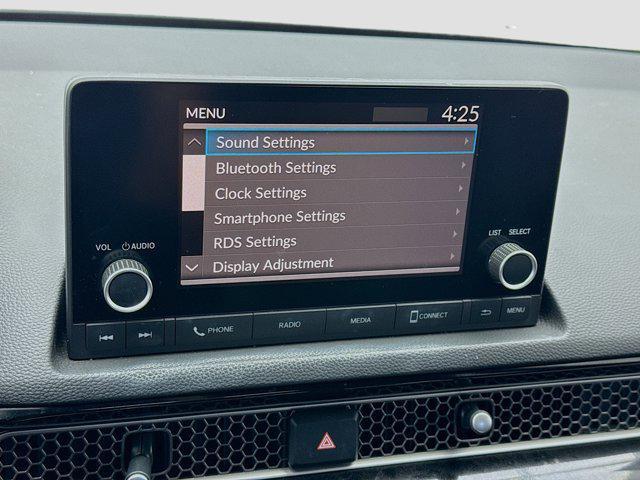 MENU 4:25
Sound Settings
Bluetooth Settings
Clock Settings
Smartphone Settings
RDS Settings
Display Adjustment
VOL AUDIO
LIST SELECT
PHONE RADIO MEDIA CONNECT MENU